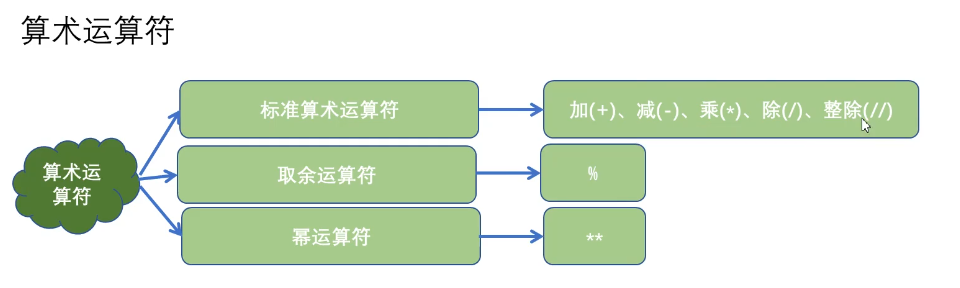 算术运算符
标准算术运算符
加(+)、减(-)、乘(*)、除(/)、整除(//)
算术运
算符
取余运算符
%
幂运算符
**